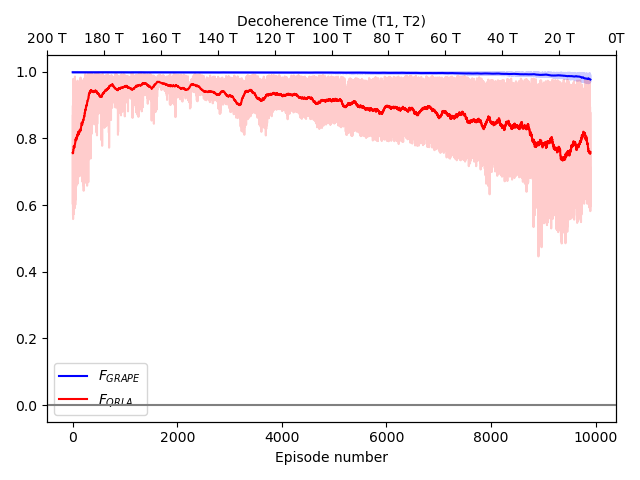 Decoherence Time (T1, T2)
200 T 180 T 160 T 140 T 120 T 100 T 80 T 60 T 40 T 20 T 0T
1.0
0.8
0.6
0.4
0.2
0.0
F_GRAPE
F_QRLA
0 2000 4000 6000 8000 10000
Episode number